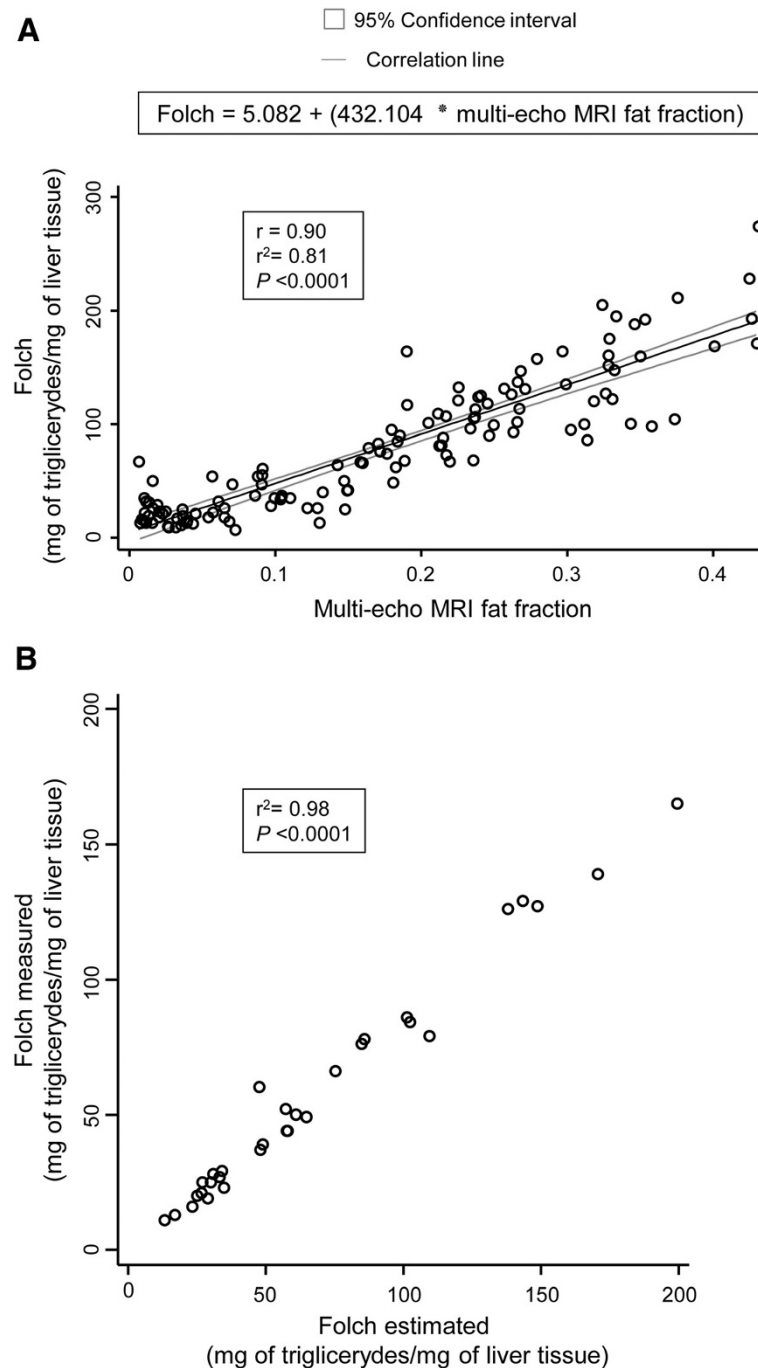 A
95% Confidence interval
Correlation line
Folch = 5.082 + (432.104 * multi-echo MRI fat fraction)
Folch
(mg of triglicerydes/mg of liver tissue)
300
200
100
0
r = 0.90
r²= 0.81
P <0.0001
0 0.1 0.2 0.3 0.4
Multi-echo MRI fat fraction
B
Folch measured
(mg of triglicerydes/mg of liver tissue)
200
150
100
50
0
r²= 0.98
P <0.0001
0 50 100 150 200
Folch estimated
(mg of triglicerydes/mg of liver tissue)